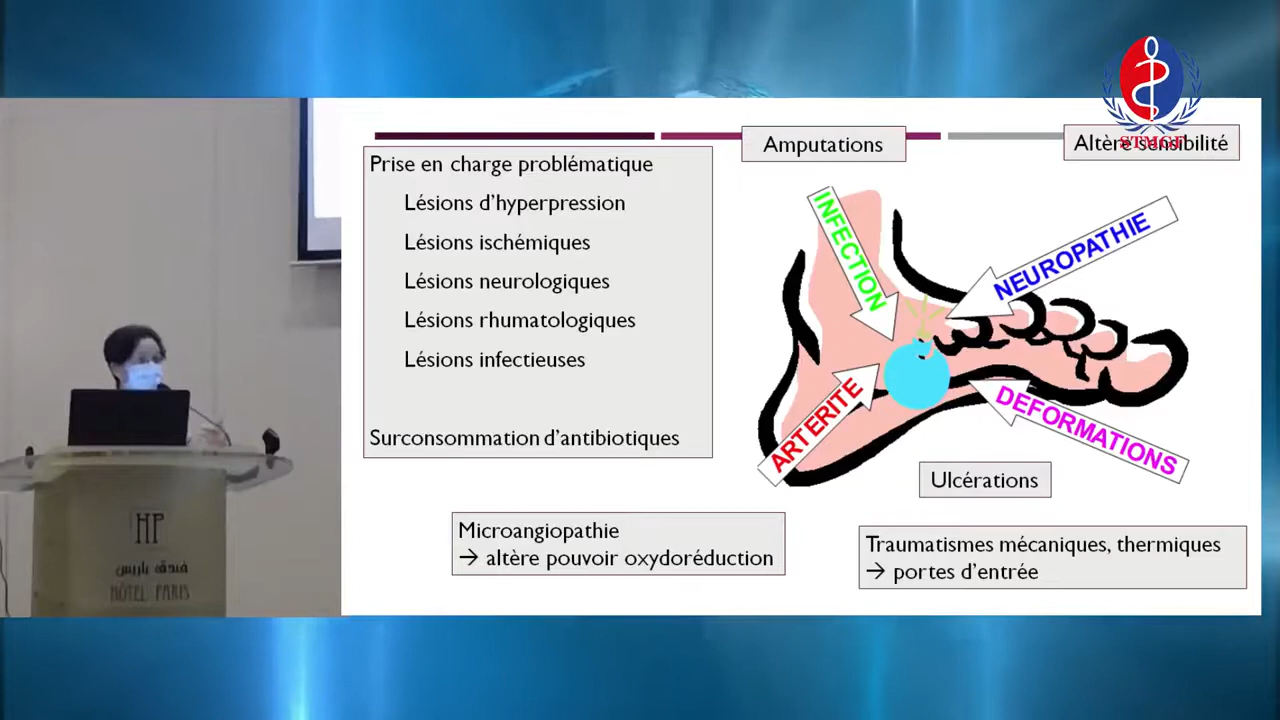 STMGF
Amputations
Altère sensibilité
Prise en charge problématique
Lésions d'hyperpression
Lésions ischémiques
Lésions neurologiques
Lésions rhumatologiques
Lésions infectieuses
Surconsommation d'antibiotiques
INFECTION
NEUROPATHIE
ARTERITE
DEFORMATIONS
Ulcérations
Microangiopathie
→ altère pouvoir oxydoréduction
Traumatismes mécaniques, thermiques
→ portes d'entrée
HP
فندق باريس
HÔTEL PARIS